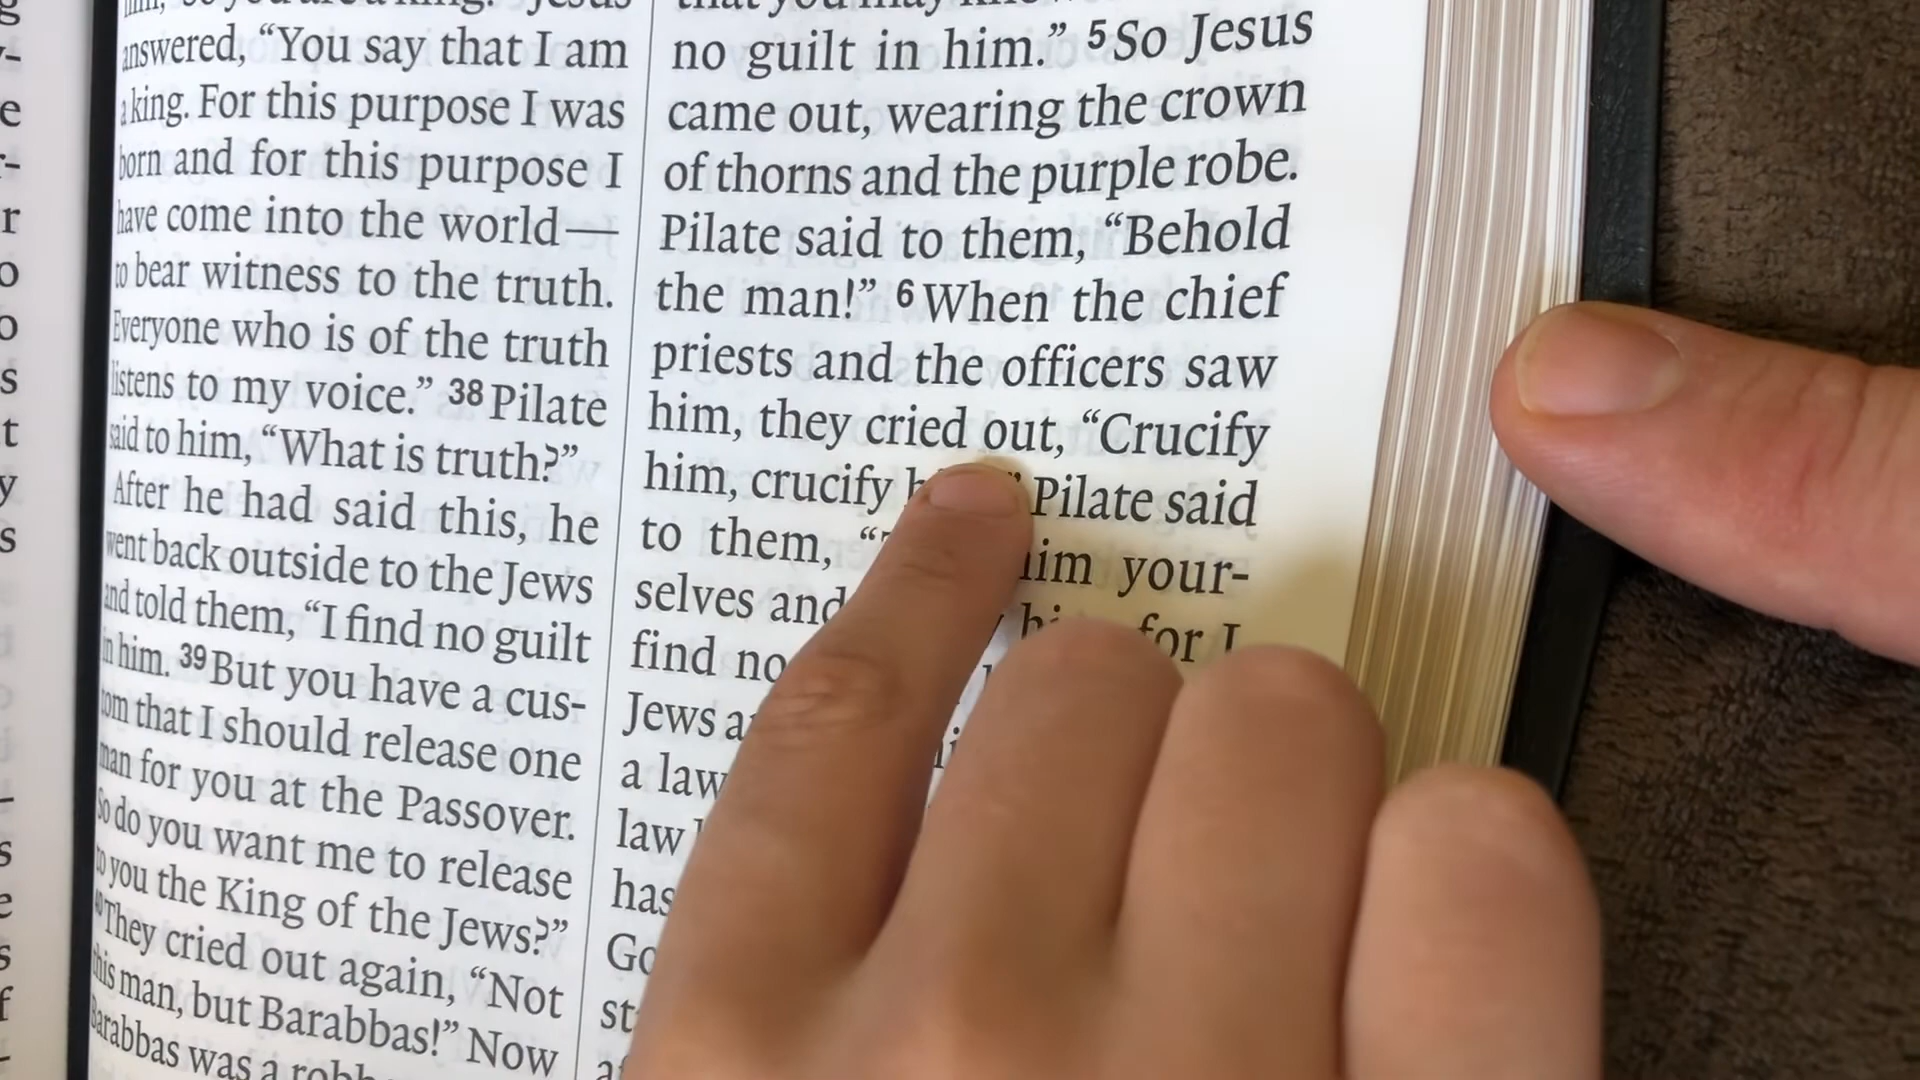 answered, “You say that I am
a king. For this purpose I was
born and for this purpose I
have come into the world—
to bear witness to the truth.
Everyone who is of the truth
listens to my voice.” 38 Pilate
said to him, “What is truth?”
After he had said this, he
went back outside to the Jews
and told them, “I find no guilt
in him. 39 But you have a cus-
tom that I should release one
man for you at the Passover.
So do you want me to release
to you the King of the Jews?”
40 They cried out again, “Not
this man, but Barabbas!” Now
Barabbas was a
no guilt in him.” 5 So Jesus
came out, wearing the crown
of thorns and the purple robe.
Pilate said to them, “Behold
the man!” 6 When the chief
priests and the officers saw
him, they cried out, “Crucify
him, crucify Pilate said
to them, “ him your-
selves and
find no for I
Jews
a law
law
has